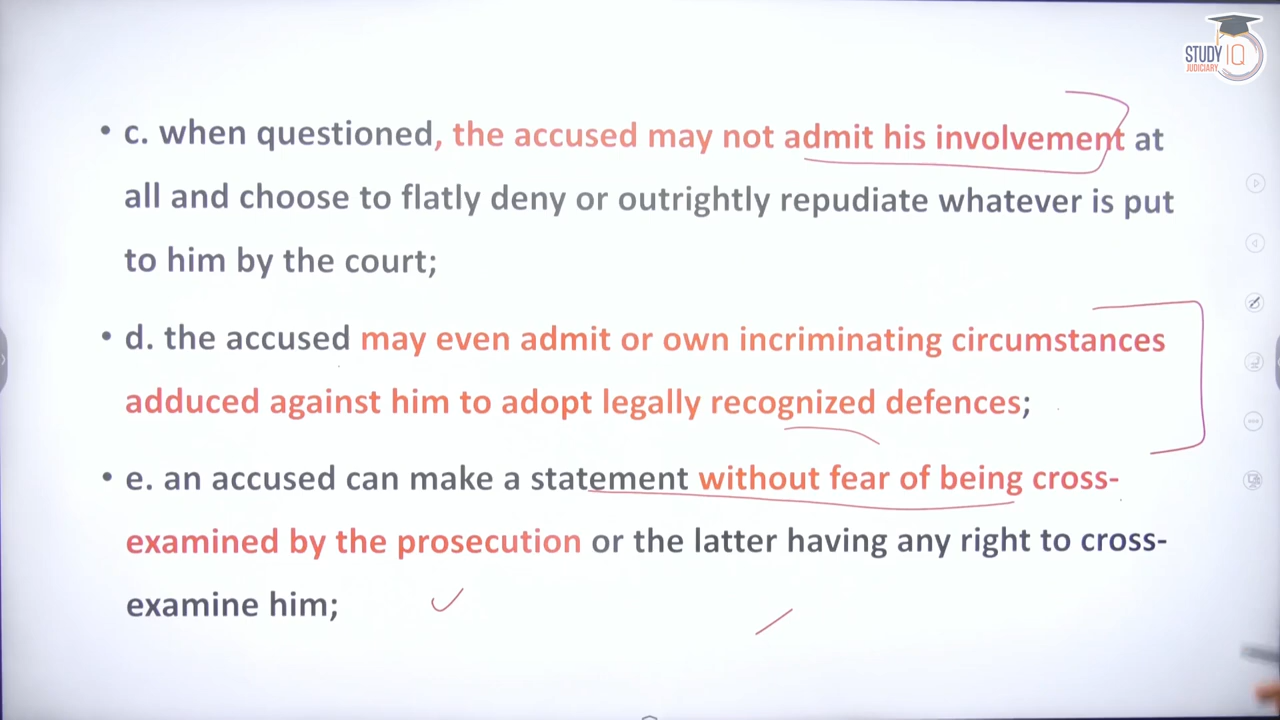 STUDY IQ
JUDICIARY
• c. when questioned, the accused may not admit his involvement at
all and choose to flatly deny or outrightly repudiate whatever is put
to him by the court;
• d. the accused may even admit or own incriminating circumstances
adduced against him to adopt legally recognized defences;
• e. an accused can make a statement without fear of being cross-
examined by the prosecution or the latter having any right to cross-
examine him;